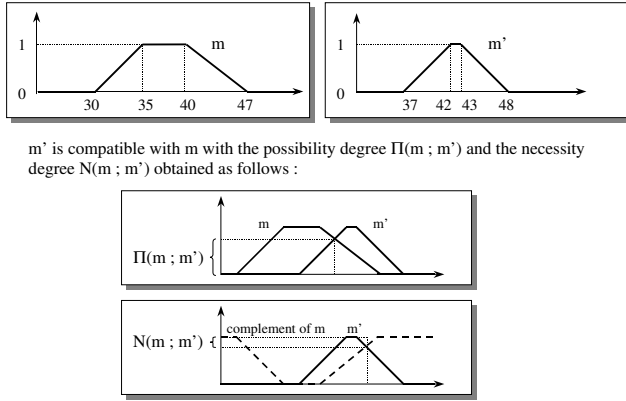 1 m
0
30 35 40 47
1 m’
0
37 42 43 48
m’ is compatible with m with the possibility degree Π(m ; m’) and the necessity
degree N(m ; m’) obtained as follows :
m m’
Π(m ; m’) {
complement of m m’
N(m ; m’) {